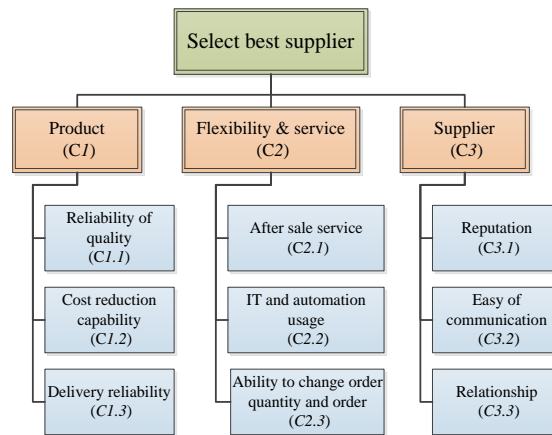 Select best supplier
Product
(C1)
Flexibility & service
(C2)
Supplier
(C3)
Reliability of
quality
(C1.1)
Cost reduction
capability
(C1.2)
Delivery reliability
(C1.3)
After sale service
(C2.1)
IT and automation
usage
(C2.2)
Ability to change order
quantity and order
(C2.3)
Reputation
(C3.1)
Easy of
communication
(C3.2)
Relationship
(C3.3)